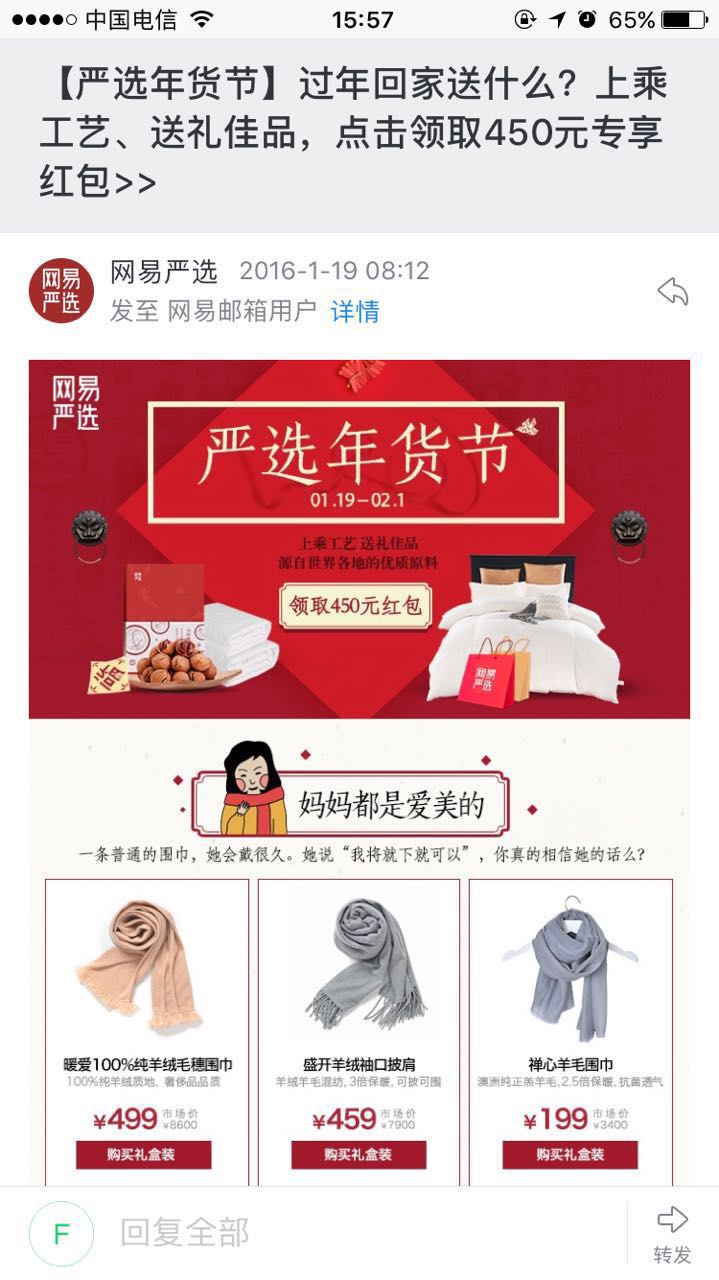 中国电信
15:57
65%
【严选年货节】过年回家送什么？上乘
工艺、送礼佳品，点击领取450元专享
红包>>
网易
严选
网易严选 2016-1-19 08:12
发至 网易邮箱用户 详情
网易
严选
严选年货节
01.19-02.1
上乘工艺 送礼佳品
源自世界各地的优质原料
领取450元红包
网易
严选
妈妈都是爱美的
一条普通的围巾，她会戴很久。她说“我将就下就可以”，你真的相信她的话么？
暖爱100%纯羊绒毛穗围巾
100%纯羊绒质地，奢侈品品质
¥499 市场价 ¥8600
购买礼盒装
盛开羊绒袖口披肩
羊绒羊毛混纺，3倍保暖，可披可围
¥459 市场价 ¥7900
购买礼盒装
禅心羊毛围巾
澳洲纯正羔羊毛，2.5倍保暖，抗菌透气
¥199 市场价 ¥3400
购买礼盒装
F
回复全部
转发